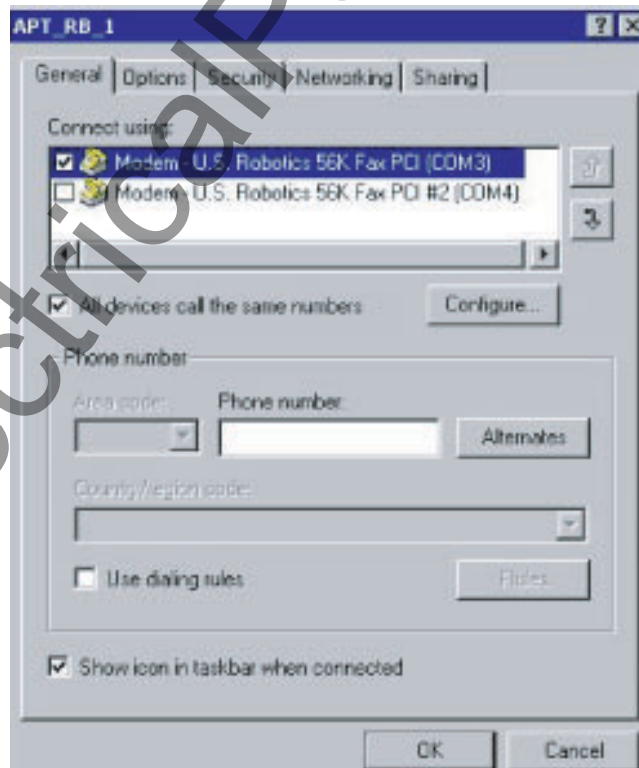 APT_RB_1
General Options Security Networking Sharing
Connect using:
Modem - U.S. Robotics 56K Fax PCI (COM3)
Modem - U.S. Robotics 56K Fax PCI #2 (COM4)
All devices call the same numbers Configure...
Phone number
Area code: Phone number:
Alternates
Country/region code:
Use dialing rules Rules
Show icon in taskbar when connected
OK Cancel